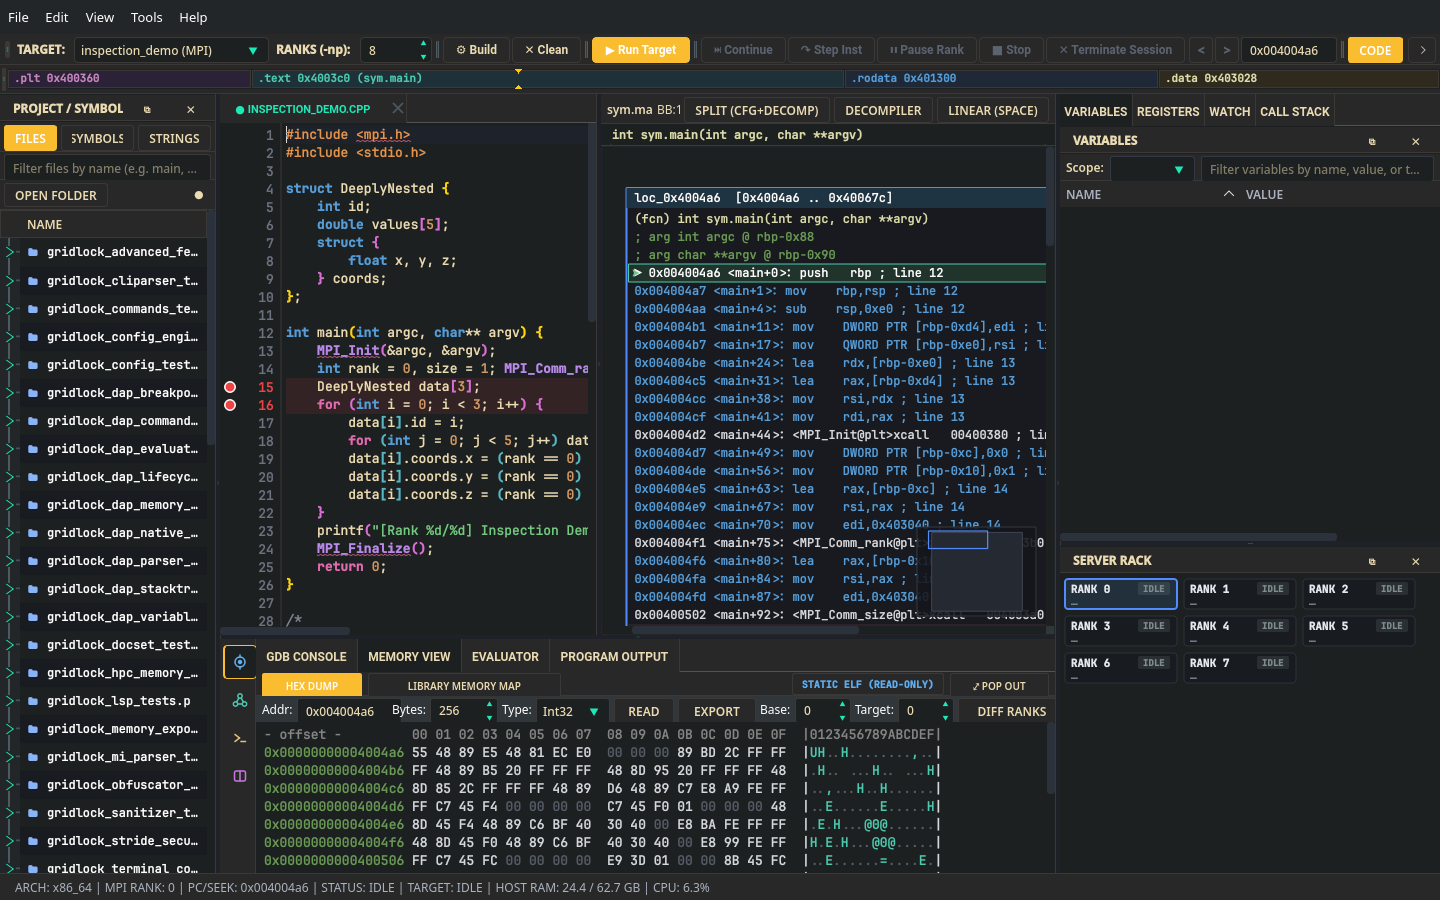 File Edit View Tools Help
TARGET: inspection_demo (MPI) RANKS (-np): 8 Build Clean Run Target Continue Step Inst Pause Rank Stop Terminate Session < > 0x004004a6 CODE >
.plt 0x400360 .text 0x4003c0 (sym.main) .rodata 0x401300 .data 0x403028
PROJECT / SYMBOL
FILES SYMBOLS STRINGS
Filter files by name (e.g. main, ...
OPEN FOLDER
NAME
gridlock_advanced_fe...
gridlock_cliparser_t...
gridlock_commands_te...
gridlock_config_engi...
gridlock_config_test...
gridlock_dap_breakpo...
gridlock_dap_command...
gridlock_dap_evaluat...
gridlock_dap_lifecyc...
gridlock_dap_memory_...
gridlock_dap_native_...
gridlock_dap_parser_...
gridlock_dap_stacktr...
gridlock_dap_variabl...
gridlock_docset_test...
gridlock_hpc_memory_...
gridlock_lsp_tests.p
gridlock_memory_expo...
gridlock_mi_parser_t...
gridlock_obfuscator_...
gridlock_sanitizer_t...
gridlock_stride_secu...
gridlock_terminal_co...
INSPECTION_DEMO.CPP
1 #include <mpi.h>
2 #include <stdio.h>
3
4 struct DeeplyNested {
5 int id;
6 double values[5];
7 struct {
8 float x, y, z;
9 } coords;
10 };
11
12 int main(int argc, char** argv) {
13 MPI_Init(&argc, &argv);
14 int rank = 0, size = 1; MPI_Comm_ra
15 DeeplyNested data[3];
16 for (int i = 0; i < 3; i++) {
17 data[i].id = i;
18 for (int j = 0; j < 5; j++) dat
19 data[i].coords.x = (rank == 0)
20 data[i].coords.y = (rank == 0)
21 data[i].coords.z = (rank == 0)
22 }
23 printf("[Rank %d/%d] Inspection Dem
24 MPI_Finalize();
25 return 0;
26 }
27
28 /*
sym.ma BB:1 SPLIT (CFG+DECOMP) DECOMPILER LINEAR (SPACE)
int sym.main(int argc, char **argv)
loc_0x4004a6 [0x4004a6 .. 0x40067c]
(fcn) int sym.main(int argc, char **argv)
; arg int argc @ rbp-0x88
; arg char **argv @ rbp-0x90
0x004004a6 <main+0>: push rbp ; line 12
0x004004a7 <main+1>: mov rbp,rsp ; line 12
0x004004aa <main+4>: sub rsp,0xe0 ; line 12
0x004004b1 <main+11>: mov DWORD PTR [rbp-0xd4],edi ; li
0x004004b7 <main+17>: mov QWORD PTR [rbp-0xe0],rsi ; li
0x004004be <main+24>: lea rdx,[rbp-0xe0] ; line 13
0x004004c5 <main+31>: lea rax,[rbp-0xd4] ; line 13
0x004004cc <main+38>: mov rsi,rdx ; line 13
0x004004cf <main+41>: mov rdi,rax ; line 13
0x004004d2 <main+44>: <MPI_Init@plt>xcall 00400380 ; lin
0x004004d7 <main+49>: mov DWORD PTR [rbp-0xc],0x0 ; line
0x004004de <main+56>: mov DWORD PTR [rbp-0x10],0x1 ; lin
0x004004e5 <main+63>: lea rax,[rbp-0xc] ; line 14
0x004004e9 <main+67>: mov rsi,rax ; line 14
0x004004ec <main+70>: mov edi,0x403040 ; line 14
0x004004f1 <main+75>: <MPI_Comm_rank@plt>
0x004004f6 <main+80>: lea rax,[rbp-0x
0x004004fa <main+84>: mov rsi,rax ;
0x004004fd <main+87>: mov edi,0x40304
0x00400502 <main+92>: <MPI_Comm_size@plt>xcall 004003a0
VARIABLES REGISTERS WATCH CALL STACK
VARIABLES
Scope: Filter variables by name, value, or t...
NAME VALUE
SERVER RACK
RANK 0 IDLE RANK 1 IDLE RANK 2 IDLE
RANK 3 IDLE RANK 4 IDLE RANK 5 IDLE
RANK 6 IDLE RANK 7 IDLE
GDB CONSOLE MEMORY VIEW EVALUATOR PROGRAM OUTPUT
HEX DUMP LIBRARY MEMORY MAP STATIC ELF (READ-ONLY) POP OUT
Addr: 0x004004a6 Bytes: 256 Type: Int32 READ EXPORT Base: 0 Target: 0 DIFF RANKS
- offset - 00 01 02 03 04 05 06 07 08 09 0A 0B 0C 0D 0E 0F |0123456789ABCDEF|
0x00000000004004a6 55 48 89 E5 48 81 EC E0 00 00 00 89 BD 2C FF FF |UH..H........,..|
0x00000000004004b6 FF 48 89 B5 20 FF FF FF 48 8D 95 20 FF FF FF 48 |.H.. ...H.. ...H|
0x00000000004004c6 8D 85 2C FF FF FF 48 89 D6 48 89 C7 E8 A9 FE FF |..,...H..H......|
0x00000000004004d6 FF C7 45 F4 00 00 00 00 C7 45 F0 01 00 00 00 48 |..E......E.....H|
0x00000000004004e6 8D 45 F4 48 89 C6 BF 40 30 40 00 E8 BA FE FF FF |.E.H...@0@......|
0x00000000004004f6 48 8D 45 F0 48 89 C6 BF 40 30 40 00 E8 99 FE FF |H.E.H...@0@.....|
0x0000000000400506 FF C7 45 FC 00 00 00 00 E9 3D 01 00 00 8B 45 FC |..E......=....E.|
ARCH: x86_64 | MPI RANK: 0 | PC/SEEK: 0x004004a6 | STATUS: IDLE | TARGET: IDLE | HOST RAM: 24.4 / 62.7 GB | CPU: 6.3%